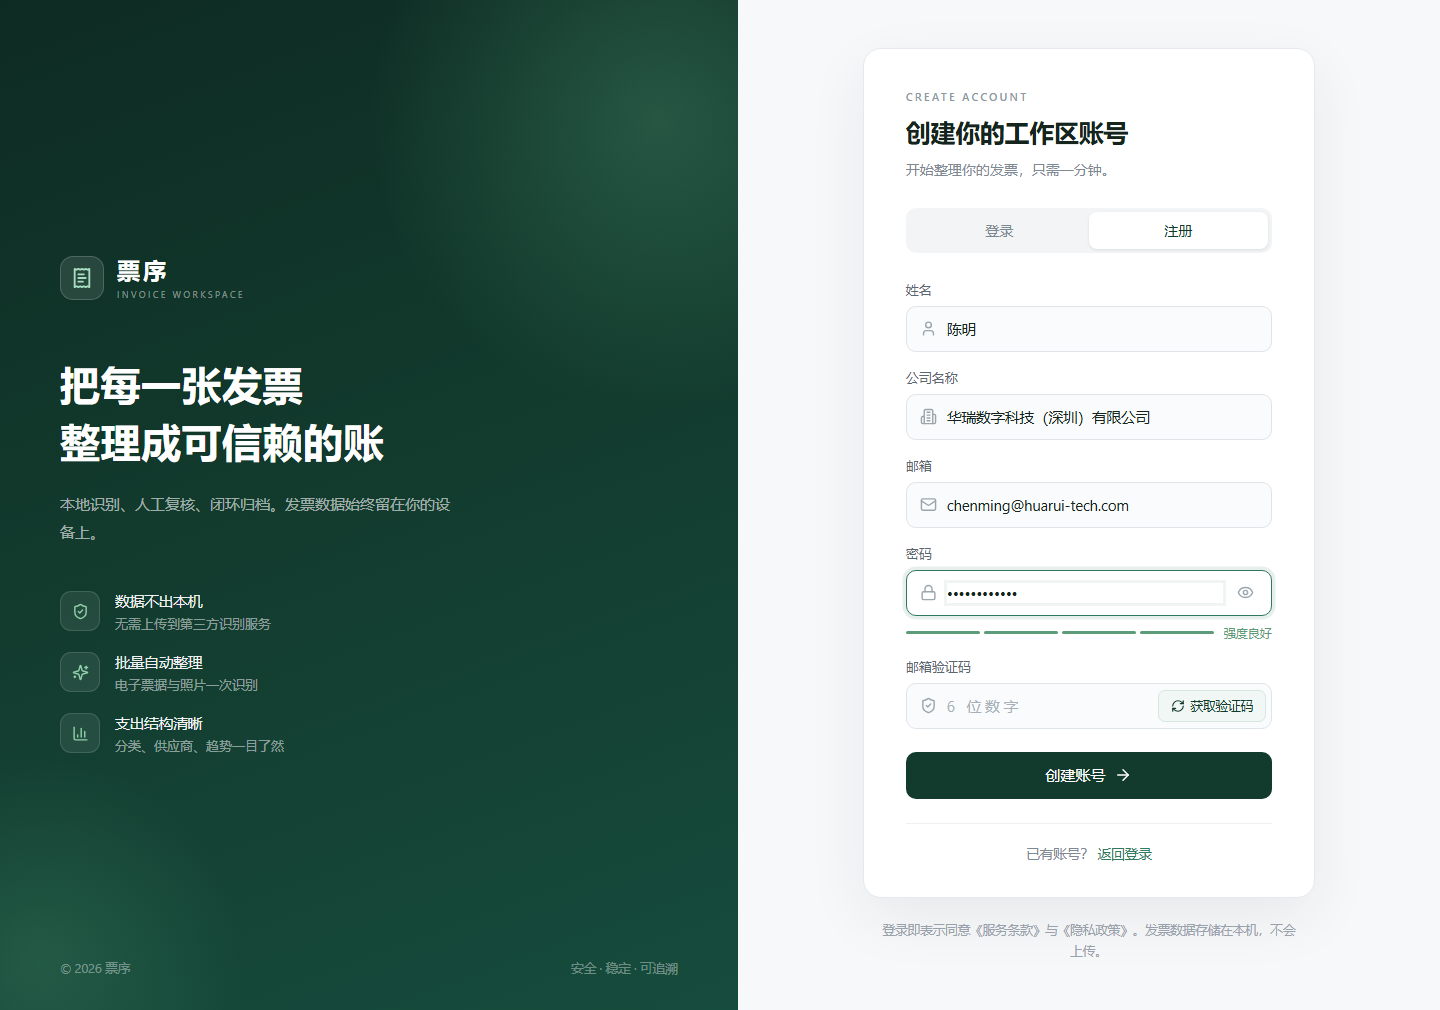 票序
INVOICE WORKSPACE
把每一张发票
整理成可信赖的账
本地识别、人工复核、闭环归档。发票数据始终留在你的设
备上。
数据不出本机
无需上传到第三方识别服务
批量自动整理
电子票据与照片一次识别
支出结构清晰
分类、供应商、趋势一目了然
© 2026 票序
安全 · 稳定 · 可追溯
CREATE ACCOUNT
创建你的工作区账号
开始整理你的发票，只需一分钟。
登录
注册
姓名
陈明
公司名称
华瑞数字科技（深圳）有限公司
邮箱
chenming@huarui-tech.com
密码
••••••••••••
强度良好
邮箱验证码
6 位数字
获取验证码
创建账号
已有账号？ 返回登录
登录即表示同意《服务条款》与《隐私政策》。发票数据存储在本机，不会
上传。